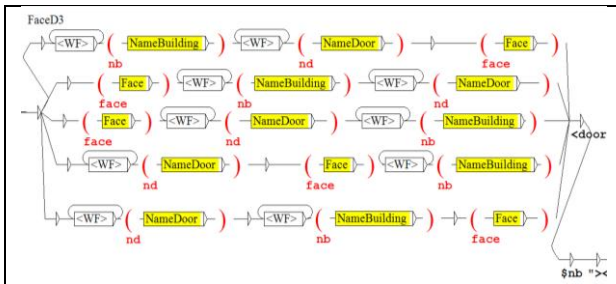 FaceD3
<WF> ( NameBuilding ) <WF> ( NameDoor ) ( Face )
nb nd face
( Face ) <WF> ( NameBuilding ) <WF> ( NameDoor )
face nb nd
( Face ) <WF> ( NameDoor ) <WF> ( NameBuilding )
face nd nb
<door
<WF> ( NameDoor ) ( Face ) <WF> ( NameBuilding )
nd face nb
<WF> ( NameDoor ) <WF> ( NameBuilding ) ( Face )
nd nb face
$nb "><